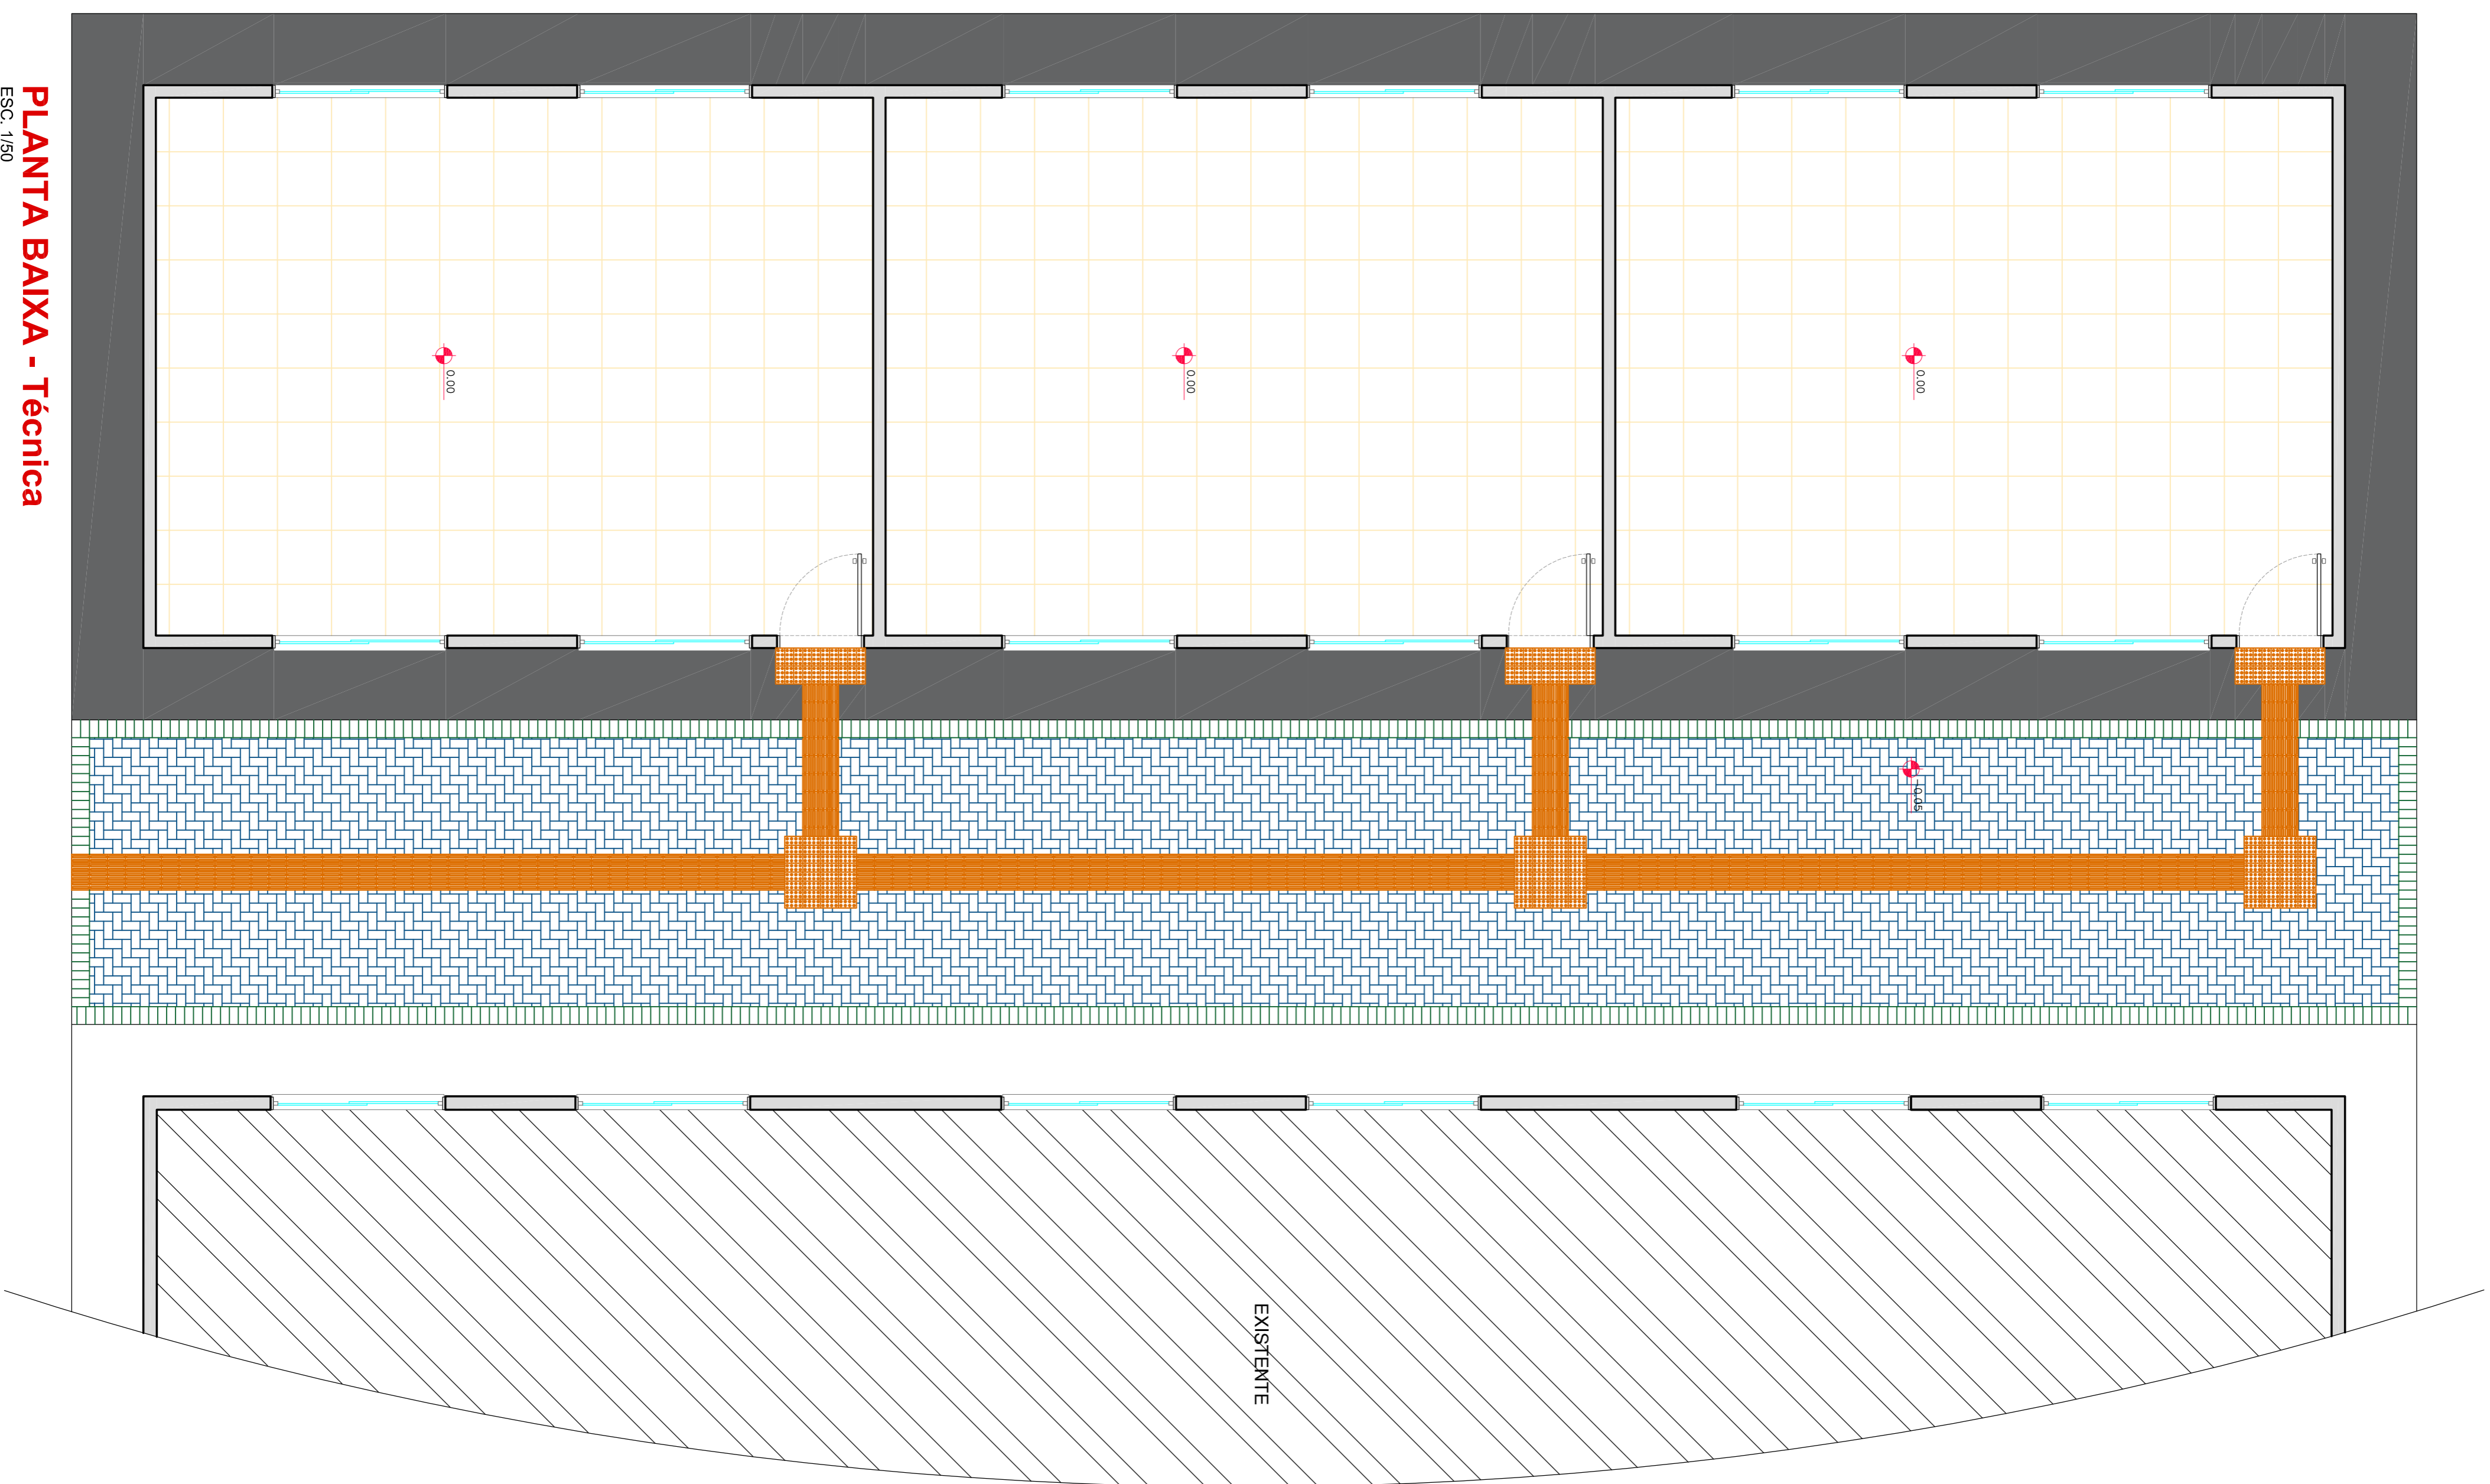 PLANTA BAIXA - Técnica
ESC. 1/50
0.00
0.00
0.00
-0.05
EXISTENTE